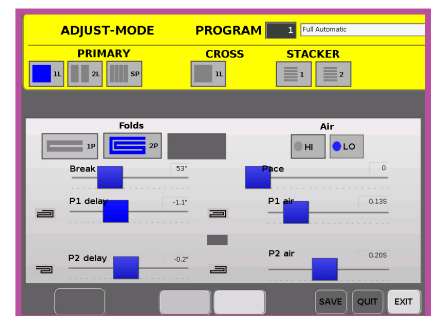 ADJUST-MODE PROGRAM 1 Full Automatic
PRIMARY CROSS STACKER
1L 2L SP 1L 1 2
Folds Air
1P 2P HI LO
Break 53" Pace 0
P1 delay -1.1" P1 air 0.13S
P2 delay -0.2" P2 air 0.20S
SAVE QUIT EXIT